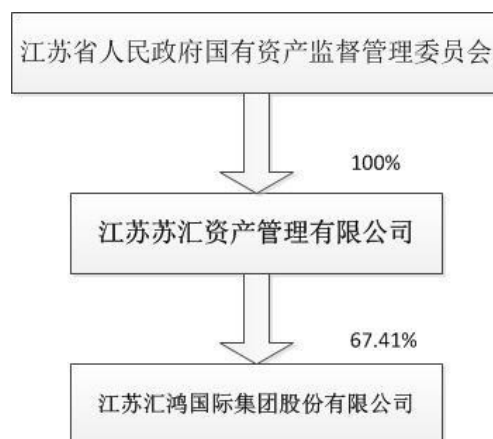 江苏省人民政府国有资产监督管理委员会
100%
江苏苏汇资产管理有限公司
67.41%
江苏汇鸿国际集团股份有限公司